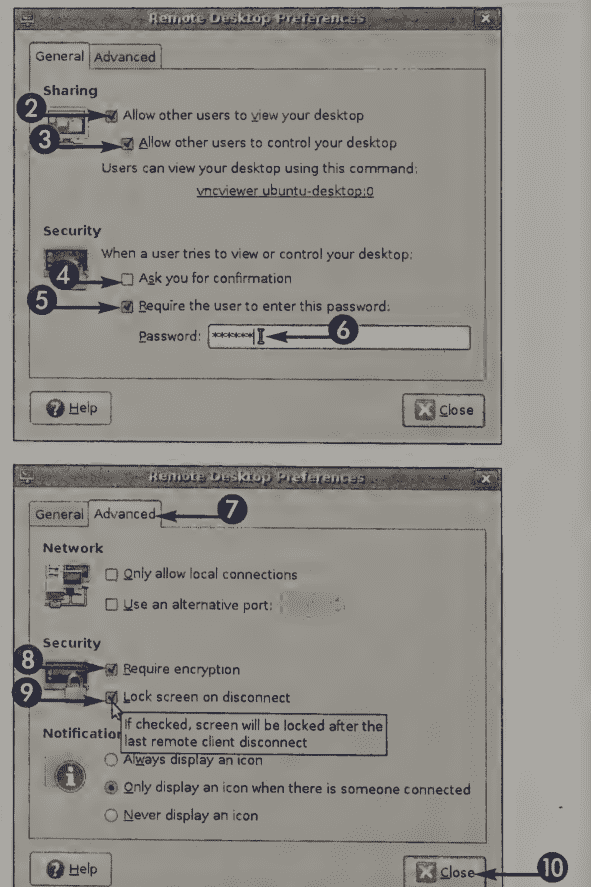 Remote Desktop Preferences
General Advanced
Sharing
2 Allow other users to view your desktop
3 Allow other users to control your desktop
Users can view your desktop using this command:
vncviewer ubuntu-desktop:0
Security
When a user tries to view or control your desktop:
4 Ask you for confirmation
5 Require the user to enter this password:
Password: ****** 6
Help Close
Remote Desktop Preferences
General Advanced 7
Network
Only allow local connections
Use an alternative port:
Security
8 Require encryption
9 Lock screen on disconnect
If checked, screen will be locked after the
last remote client disconnect
Notification
Always display an icon
Only display an icon when there is someone connected
Never display an icon
Help Close 10